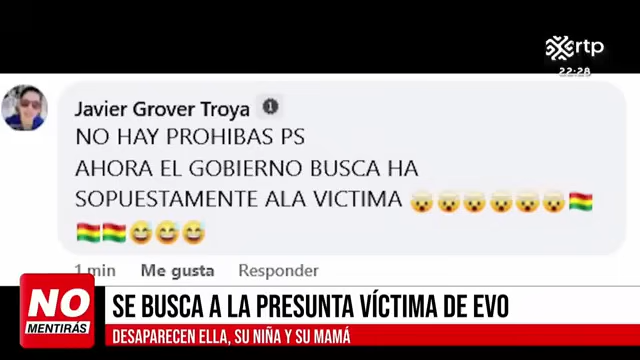 rtp
22:28
Javier Grover Troya 1
NO HAY PROHIBAS PS
AHORA EL GOBIERNO BUSCA HA
SOPUESTAMENTE ALA VICTIMA 🤯🤯🤯🤯🤯🤯🇧🇴
🇧🇴🇧🇴😅😅😅
1 min Me gusta Responder
NO
MENTIRÁS
SE BUSCA A LA PRESUNTA VÍCTIMA DE EVO
DESAPARECEN ELLA, SU NIÑA Y SU MAMÁ